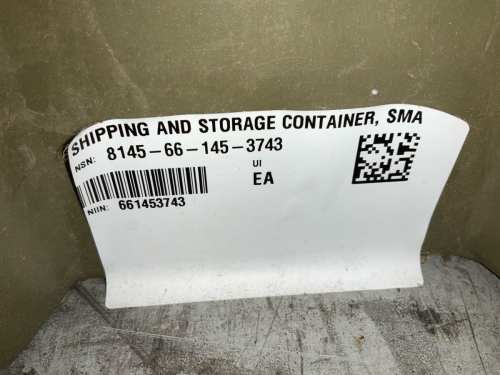 SHIPPING AND STORAGE CONTAINER, SMA
NSN: 8145-66-145-3743
UI
EA
NIIN: 661453743